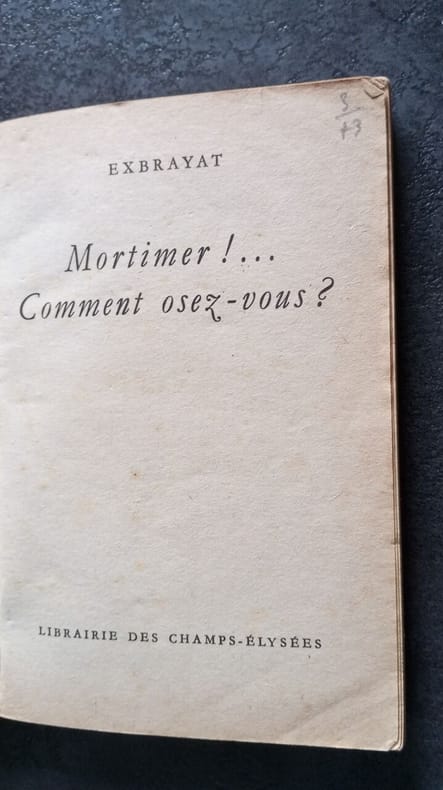 EXBRAYAT
Mortimer !...
Comment osez-vous ?
LIBRAIRIE DES CHAMPS-ÉLYSÉES